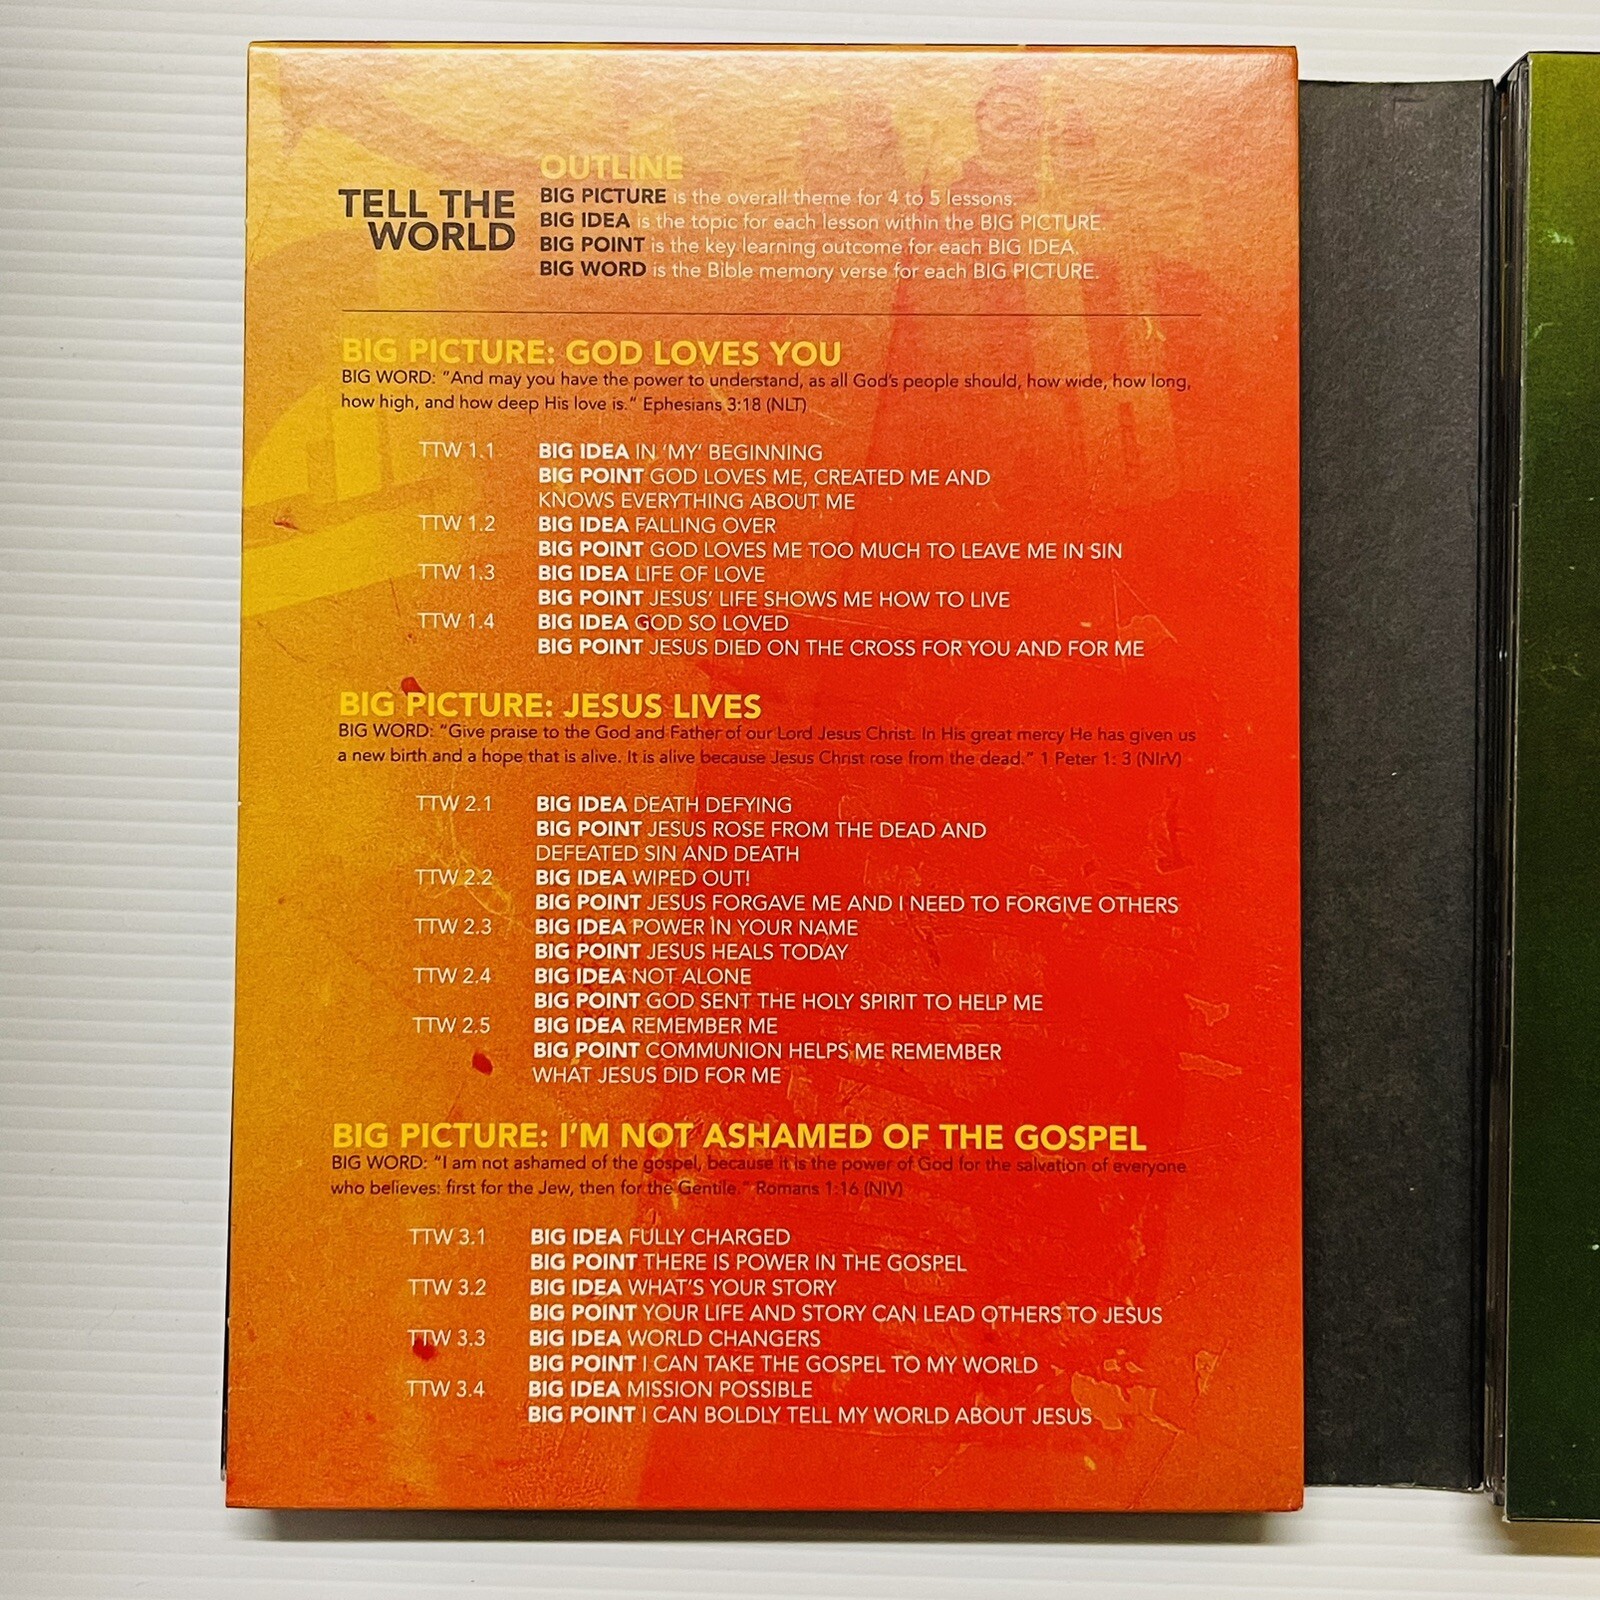 TELL THE
WORLD
OUTLINE
BIG PICTURE is the overall theme for 4 to 5 lessons.
BIG IDEA is the topic for each lesson within the BIG PICTURE.
BIG POINT is the key learning outcome for each BIG IDEA.
BIG WORD is the Bible memory verse for each BIG PICTURE.
BIG PICTURE: GOD LOVES YOU
BIG WORD: "And may you have the power to understand, as all God's people should, how wide, how long,
how high, and how deep His love is." Ephesians 3:18 (NLT)
TTW 1.1 BIG IDEA IN 'MY' BEGINNING
BIG POINT GOD LOVES ME, CREATED ME AND
KNOWS EVERYTHING ABOUT ME
TTW 1.2 BIG IDEA FALLING OVER
BIG POINT GOD LOVES ME TOO MUCH TO LEAVE ME IN SIN
TTW 1.3 BIG IDEA LIFE OF LOVE
BIG POINT JESUS' LIFE SHOWS ME HOW TO LIVE
TTW 1.4 BIG IDEA GOD SO LOVED
BIG POINT JESUS DIED ON THE CROSS FOR YOU AND FOR ME
BIG PICTURE: JESUS LIVES
BIG WORD: "Give praise to the God and Father of our Lord Jesus Christ. In His great mercy He has given us
a new birth and a hope that is alive. It is alive because Jesus Christ rose from the dead." 1 Peter 1: 3 (NIrV)
TTW 2.1 BIG IDEA DEATH DEFYING
BIG POINT JESUS ROSE FROM THE DEAD AND
DEFEATED SIN AND DEATH
TTW 2.2 BIG IDEA WIPED OUT!
BIG POINT JESUS FORGAVE ME AND I NEED TO FORGIVE OTHERS
TTW 2.3 BIG IDEA POWER IN YOUR NAME
BIG POINT JESUS HEALS TODAY
TTW 2.4 BIG IDEA NOT ALONE
BIG POINT GOD SENT THE HOLY SPIRIT TO HELP ME
TTW 2.5 BIG IDEA REMEMBER ME
BIG POINT COMMUNION HELPS ME REMEMBER
WHAT JESUS DID FOR ME
BIG PICTURE: I'M NOT ASHAMED OF THE GOSPEL
BIG WORD: "I am not ashamed of the gospel, because it is the power of God for the salvation of everyone
who believes: first for the Jew, then for the Gentile." Romans 1:16 (NIV)
TTW 3.1 BIG IDEA FULLY CHARGED
BIG POINT THERE IS POWER IN THE GOSPEL
TTW 3.2 BIG IDEA WHAT'S YOUR STORY
BIG POINT YOUR LIFE AND STORY CAN LEAD OTHERS TO JESUS
TTW 3.3 BIG IDEA WORLD CHANGERS
BIG POINT I CAN TAKE THE GOSPEL TO MY WORLD
TTW 3.4 BIG IDEA MISSION POSSIBLE
BIG POINT I CAN BOLDLY TELL MY WORLD ABOUT JESUS